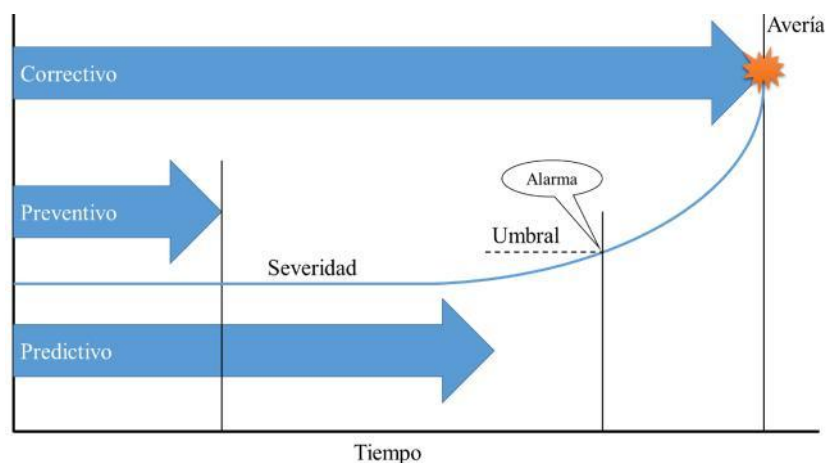 Avería
Correctivo
Alarma
Preventivo
Umbral
Severidad
Predictivo
Tiempo